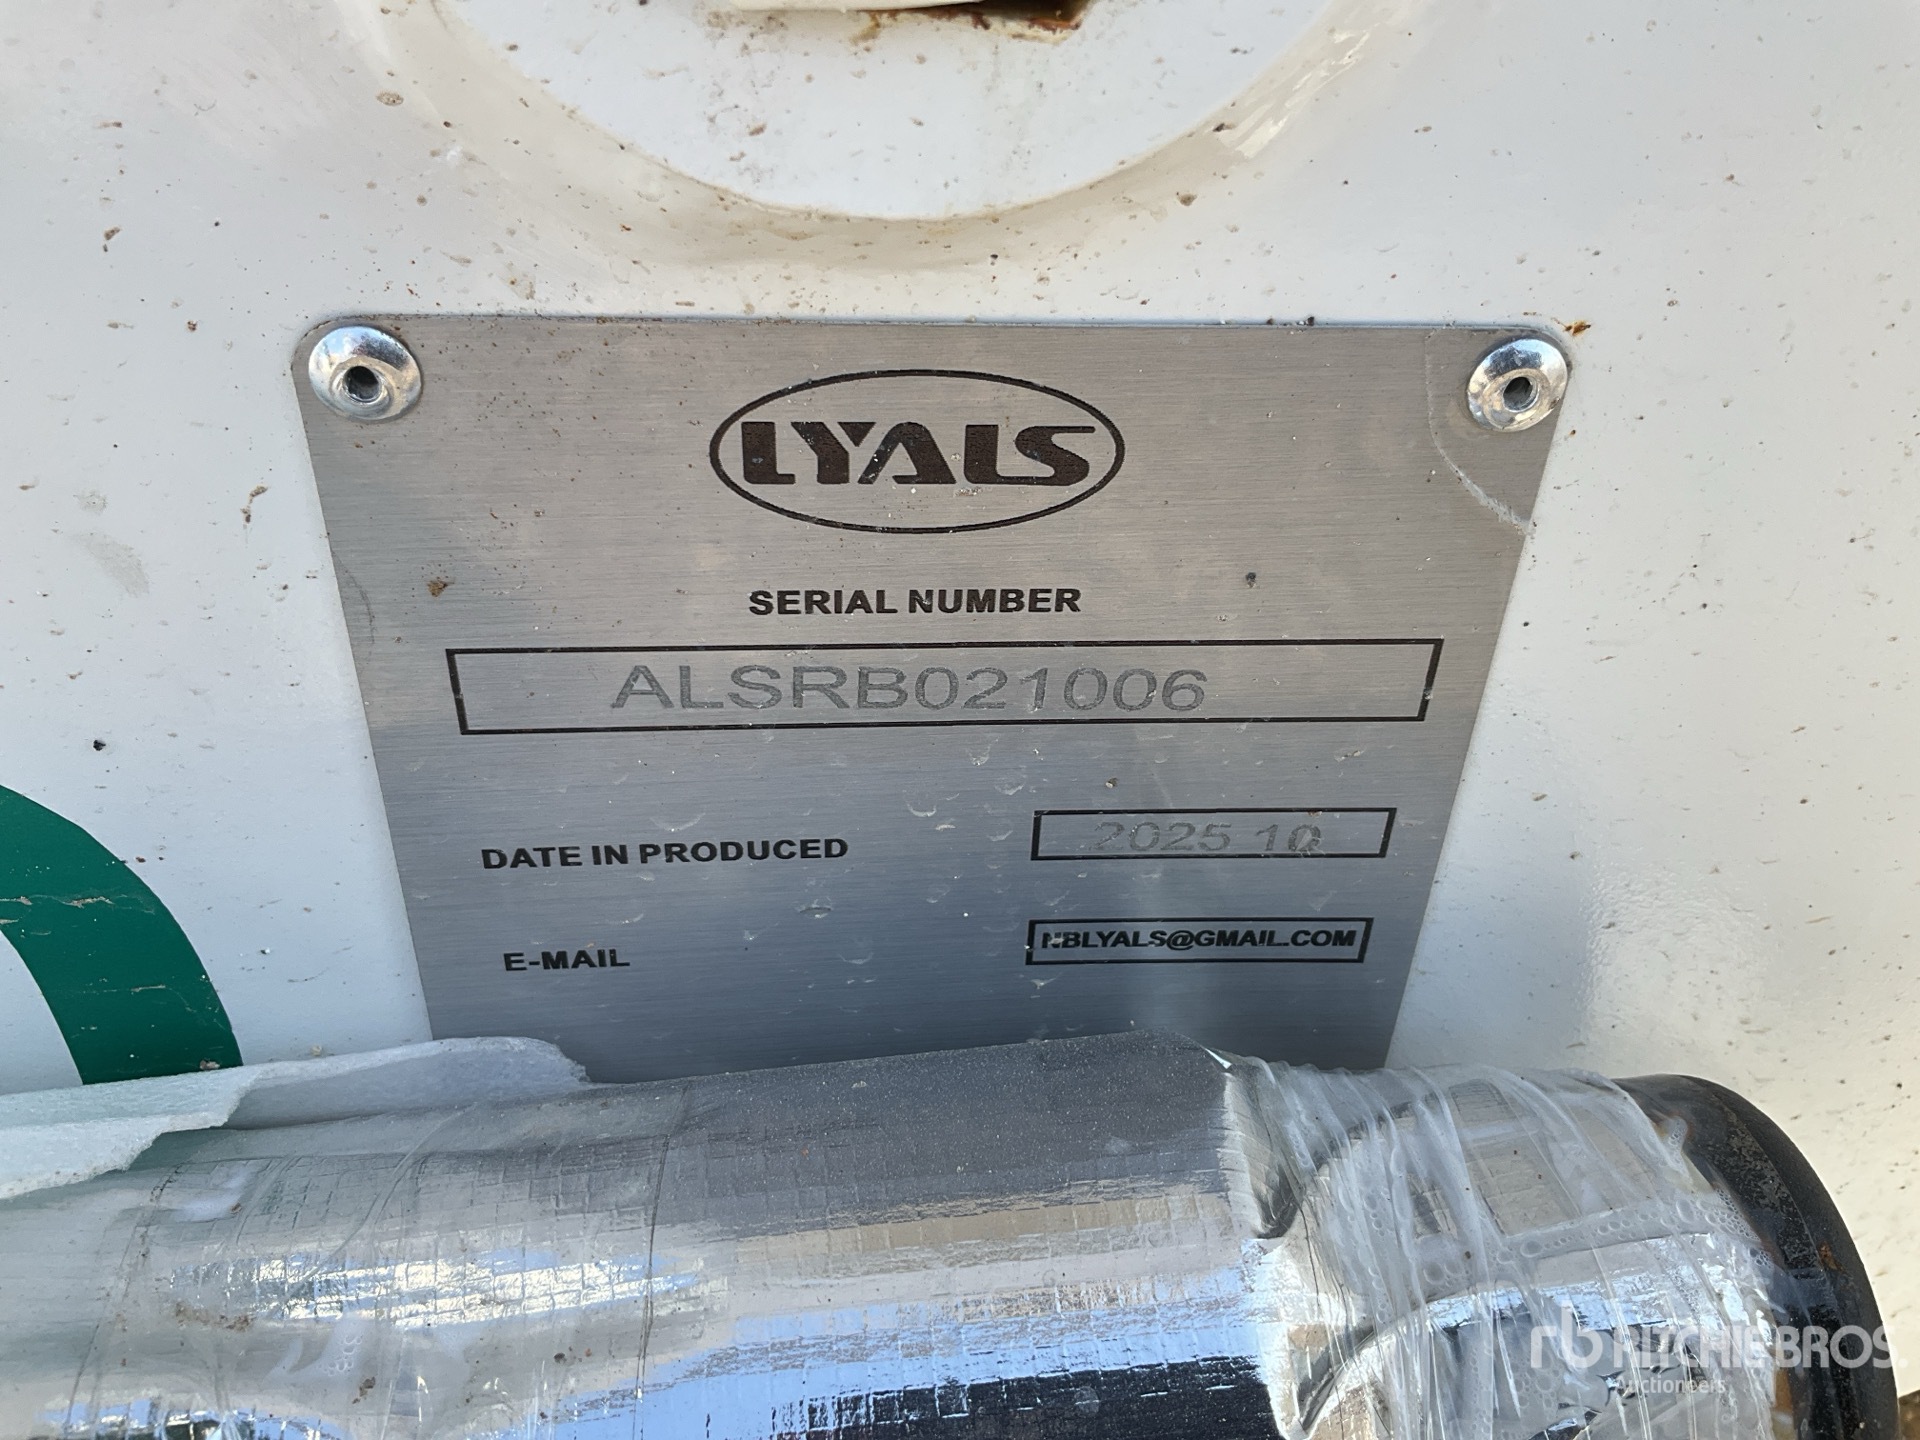 LYALS
SERIAL NUMBER
ALSRB021006
DATE IN PRODUCED
2025 10
E-MAIL
NBLYALS@GMAIL.COM
rb RITCHIE BROS.
Auctioneers